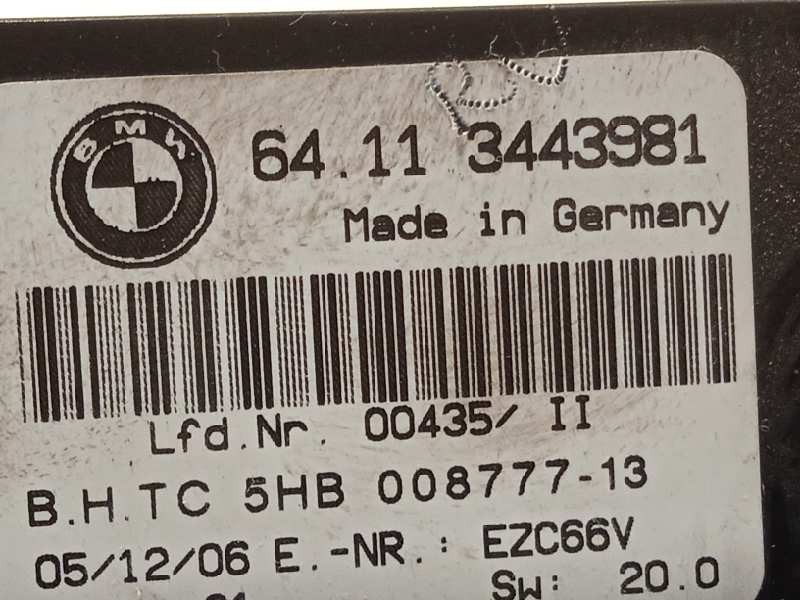 BMW
64.11 3443981
Made in Germany
Lfd.Nr. 00435/ II
B.H.TC 5HB 008777-13
05/12/06 E.-NR.: EZC66V
SW: 20.0